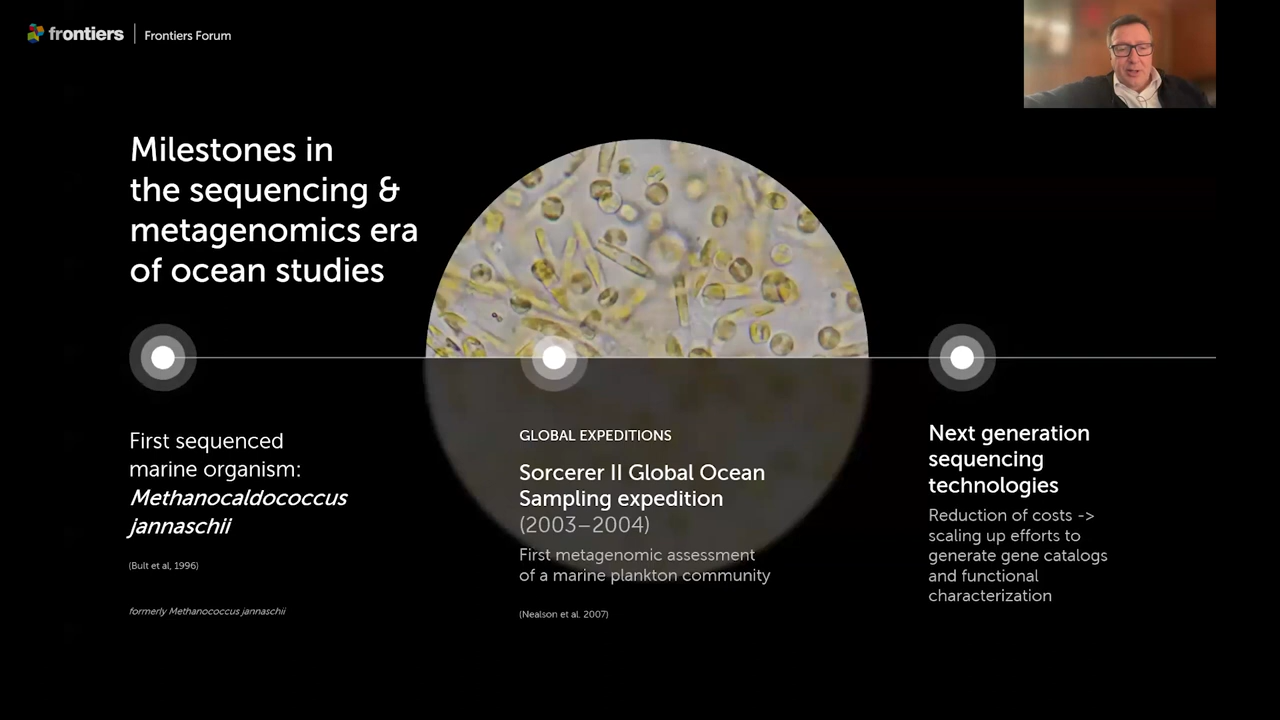 frontiers
Frontiers Forum
Milestones in
the sequencing &
metagenomics era
of ocean studies
First sequenced
marine organism:
Methanocaldococcus
jannaschii
(Bult et al, 1996)
formerly Methanococcus jannaschii
GLOBAL EXPEDITIONS
Sorcerer II Global Ocean
Sampling expedition
(2003–2004)
First metagenomic assessment
of a marine plankton community
(Nealson et al. 2007)
Next generation
sequencing
technologies
Reduction of costs ->
scaling up efforts to
generate gene catalogs
and functional
characterization